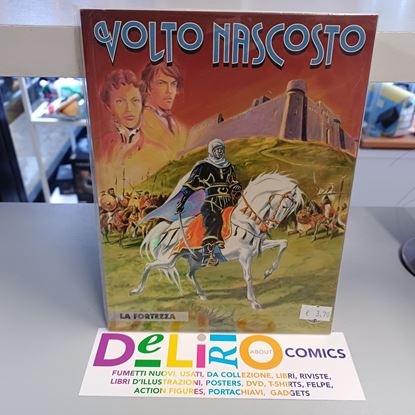 VOLTO NASCOSTO
LA FORTEZZA
€ 3,70
DeLiRIO ABOUT COMICS
FUMETTI NUOVI, USATI, DA COLLEZIONE, LIBRI, RIVISTE,
LIBRI D'ILLUSTRAZIONI, POSTERS, DVD, T-SHIRTS, FELPE,
ACTION FIGURES, PORTACHIAVI, GADGETS